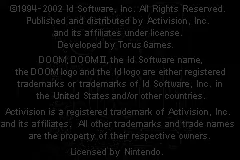 ©1994-2002 Id Software, Inc. All Rights Reserved.
Published and distributed by Activision, Inc.
and its affiliates under license.
Developed by Torus Games.
DOOM, DOOM II, the Id Software name,
the DOOM logo and the Id logo are either registered
trademarks or trademarks of Id Software, Inc. in
the United States and/or other countries.
Activision is a registered trademark of Activision, Inc.
and its affiliates. All other trademarks and trade names
are the property of their respective owners.
Licensed by Nintendo.